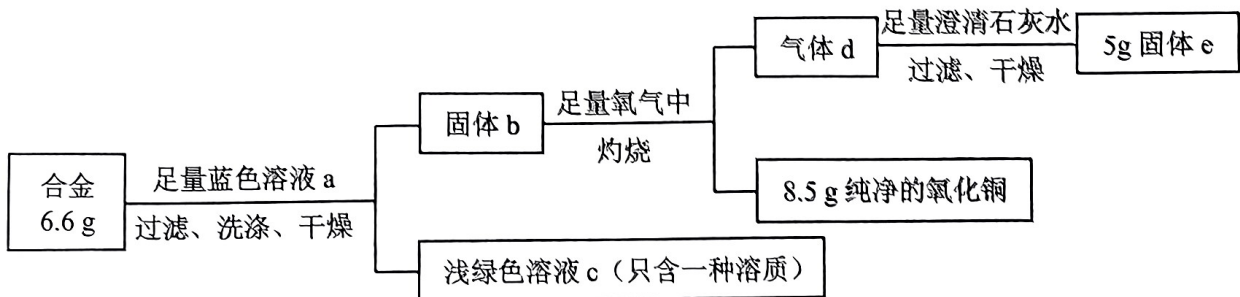 合金
6.6 g
足量蓝色溶液 a
过滤、洗涤、干燥
固体 b
足量氧气中
灼烧
气体 d
足量澄清石灰水
过滤、干燥
5g 固体 e
8.5 g 纯净的氧化铜
浅绿色溶液 c（只含一种溶质）